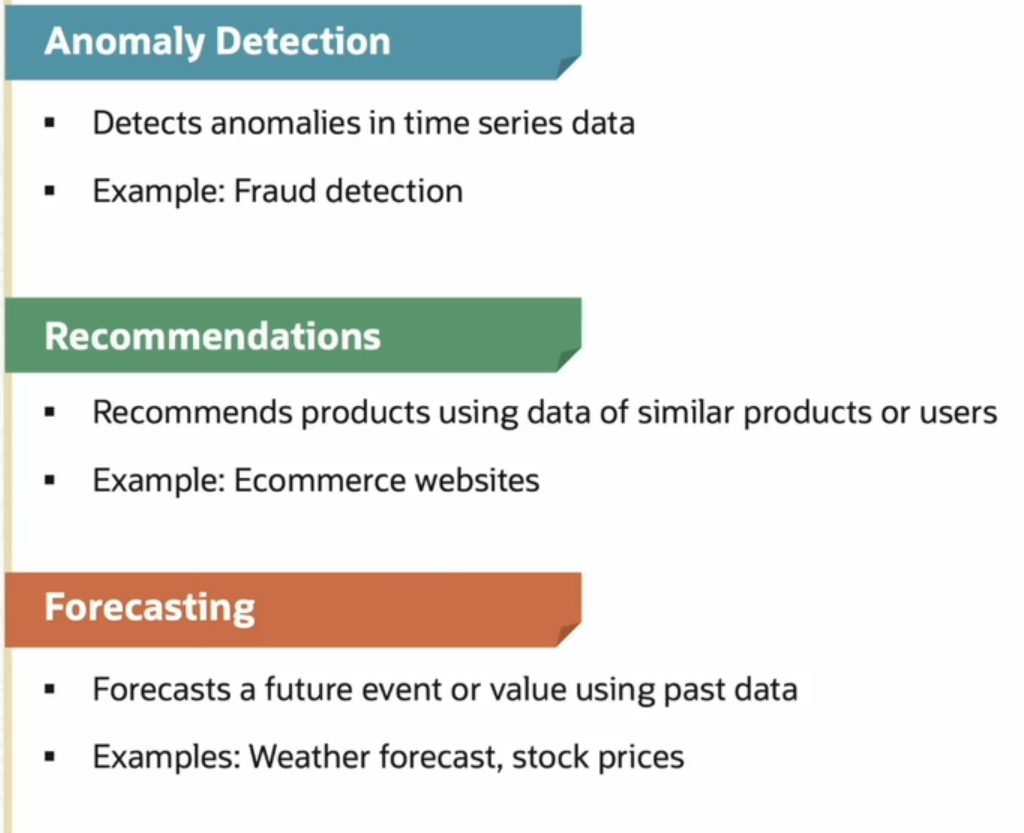 Anomaly Detection
▪ Detects anomalies in time series data
▪ Example: Fraud detection
Recommendations
▪ Recommends products using data of similar products or users
▪ Example: Ecommerce websites
Forecasting
▪ Forecasts a future event or value using past data
▪ Examples: Weather forecast, stock prices